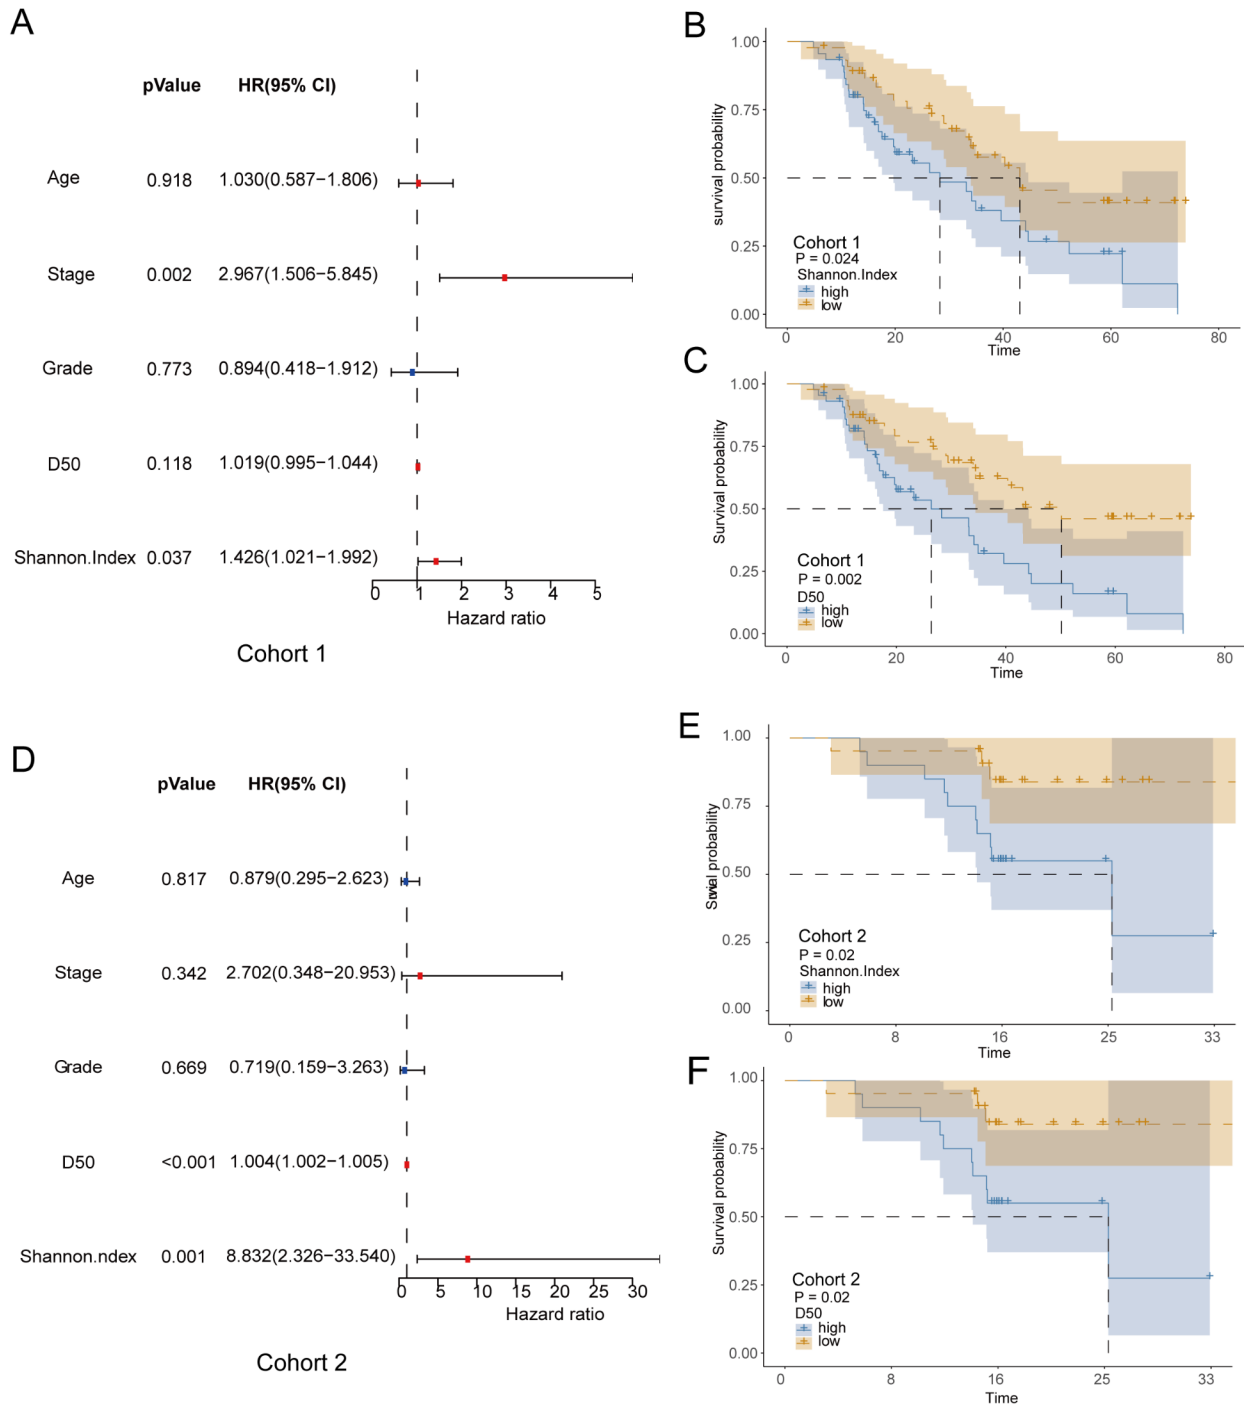 A
pValue HR(95% CI)
Age 0.918 1.030(0.587−1.806)
Stage 0.002 2.967(1.506−5.845)
Grade 0.773 0.894(0.418−1.912)
D50 0.118 1.019(0.995−1.044)
Shannon.Index 0.037 1.426(1.021−1.992)
0 1 2 3 4 5
Hazard ratio
Cohort 1
B
1.00
0.75
0.50
0.25
0.00
survival probability
Cohort 1
P = 0.024
Shannon.Index
high
low
0 20 40 60 80
Time
C
1.00
0.75
0.50
0.25
0.00
Survival probability
Cohort 1
P = 0.002
D50
high
low
0 20 40 60 80
Time
D
pValue HR(95% CI)
Age 0.817 0.879(0.295−2.623)
Stage 0.342 2.702(0.348−20.953)
Grade 0.669 0.719(0.159−3.263)
D50 <0.001 1.004(1.002−1.005)
Shannon.ndex 0.001 8.832(2.326−33.540)
0 5 10 15 20 25 30
Hazard ratio
Cohort 2
E
1.00
0.75
0.50
0.25
0.00
probability
Cohort 2
P = 0.02
Shannon.Index
high
low
0 8 16 25 33
Time
F
1.00
0.75
0.50
0.25
0.00
Survival probability
Cohort 2
P = 0.02
D50
high
low
0 8 16 25 33
Time